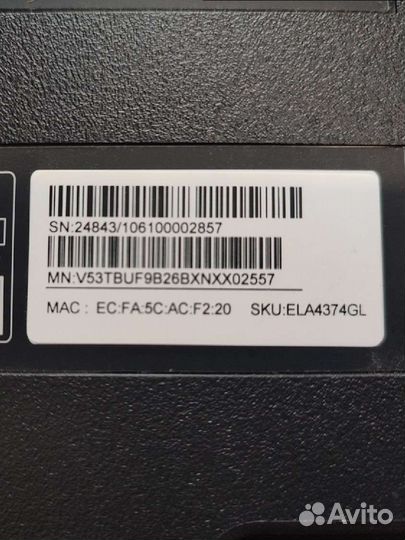 SN:24843/106100002857
MN:V53TBUF9B26BXNXX02557
MAC : EC:FA:5C:AC:F2:20 SKU:ELA4374GL
Avito